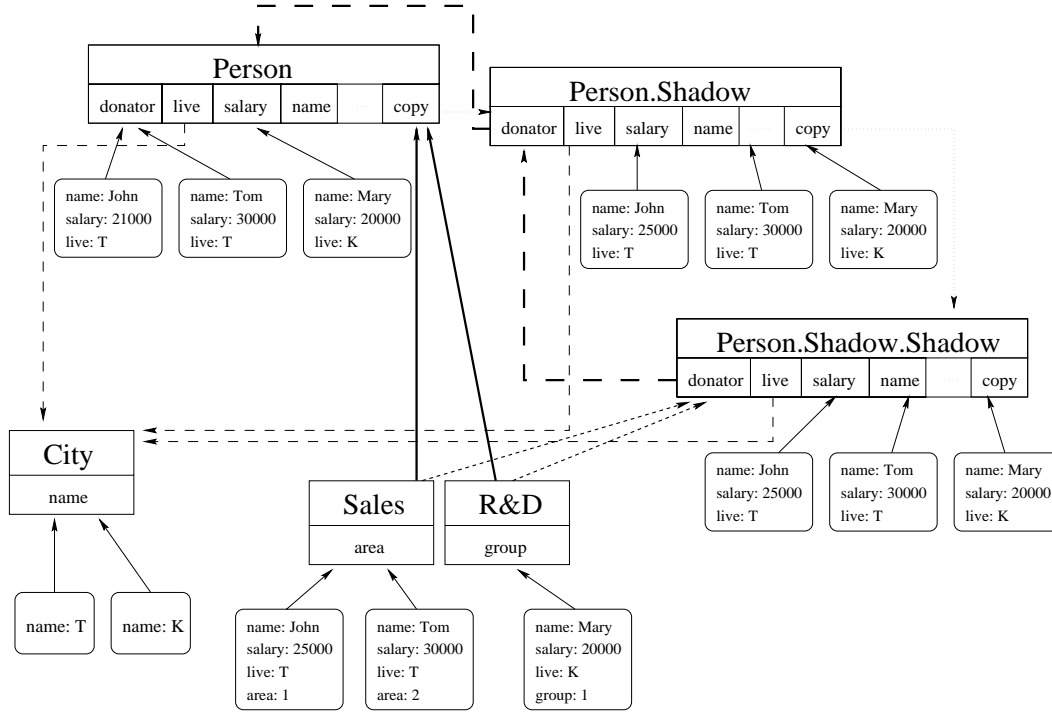 Person
donator live salary name copy
Person.Shadow
donator live salary name copy
name: John
salary: 21000
live: T
name: Tom
salary: 30000
live: T
name: Mary
salary: 20000
live: K
name: John
salary: 25000
live: T
name: Tom
salary: 30000
live: T
name: Mary
salary: 20000
live: K
Person.Shadow.Shadow
donator live salary name copy
City
name
name: John
salary: 25000
live: T
name: Tom
salary: 30000
live: T
name: Mary
salary: 20000
live: K
Sales
area
R&D
group
name: T
name: K
name: John
salary: 25000
live: T
area: 1
name: Tom
salary: 30000
live: T
area: 2
name: Mary
salary: 20000
live: K
group: 1